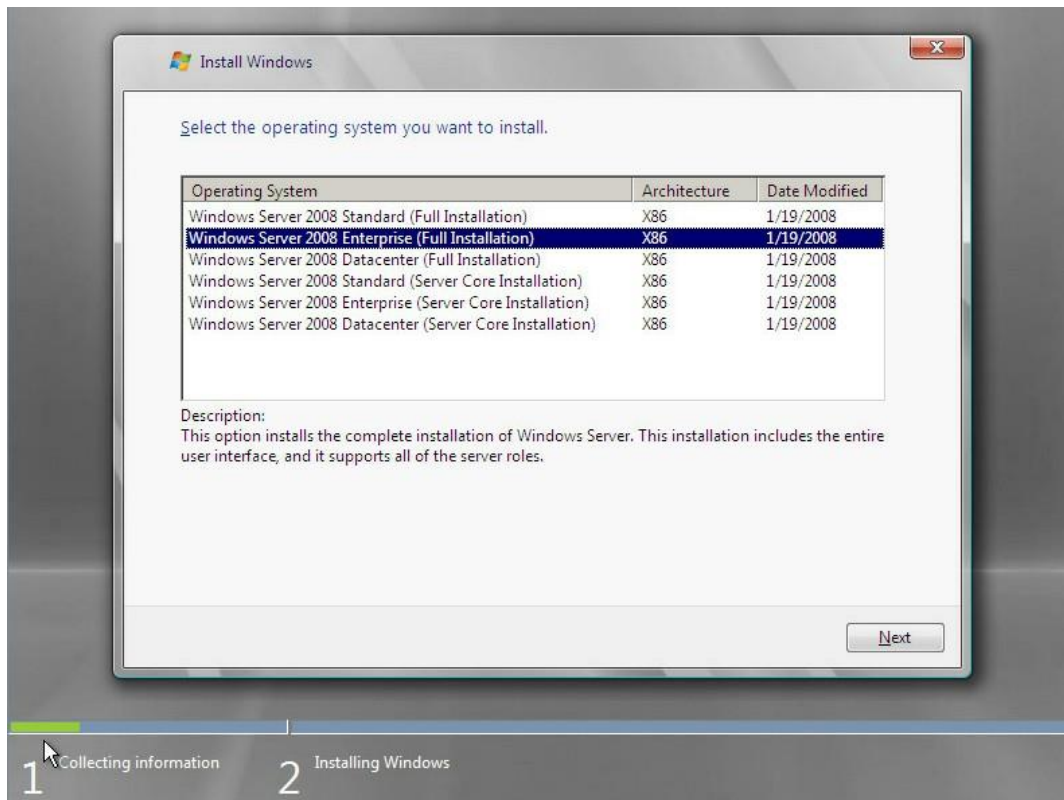 Install Windows
Select the operating system you want to install.
Operating System Architecture Date Modified
Windows Server 2008 Standard (Full Installation) X86 1/19/2008
Windows Server 2008 Enterprise (Full Installation) X86 1/19/2008
Windows Server 2008 Datacenter (Full Installation) X86 1/19/2008
Windows Server 2008 Standard (Server Core Installation) X86 1/19/2008
Windows Server 2008 Enterprise (Server Core Installation) X86 1/19/2008
Windows Server 2008 Datacenter (Server Core Installation) X86 1/19/2008
Description:
This option installs the complete installation of Windows Server. This installation includes the entire
user interface, and it supports all of the server roles.
Next
1 Collecting information 2 Installing Windows